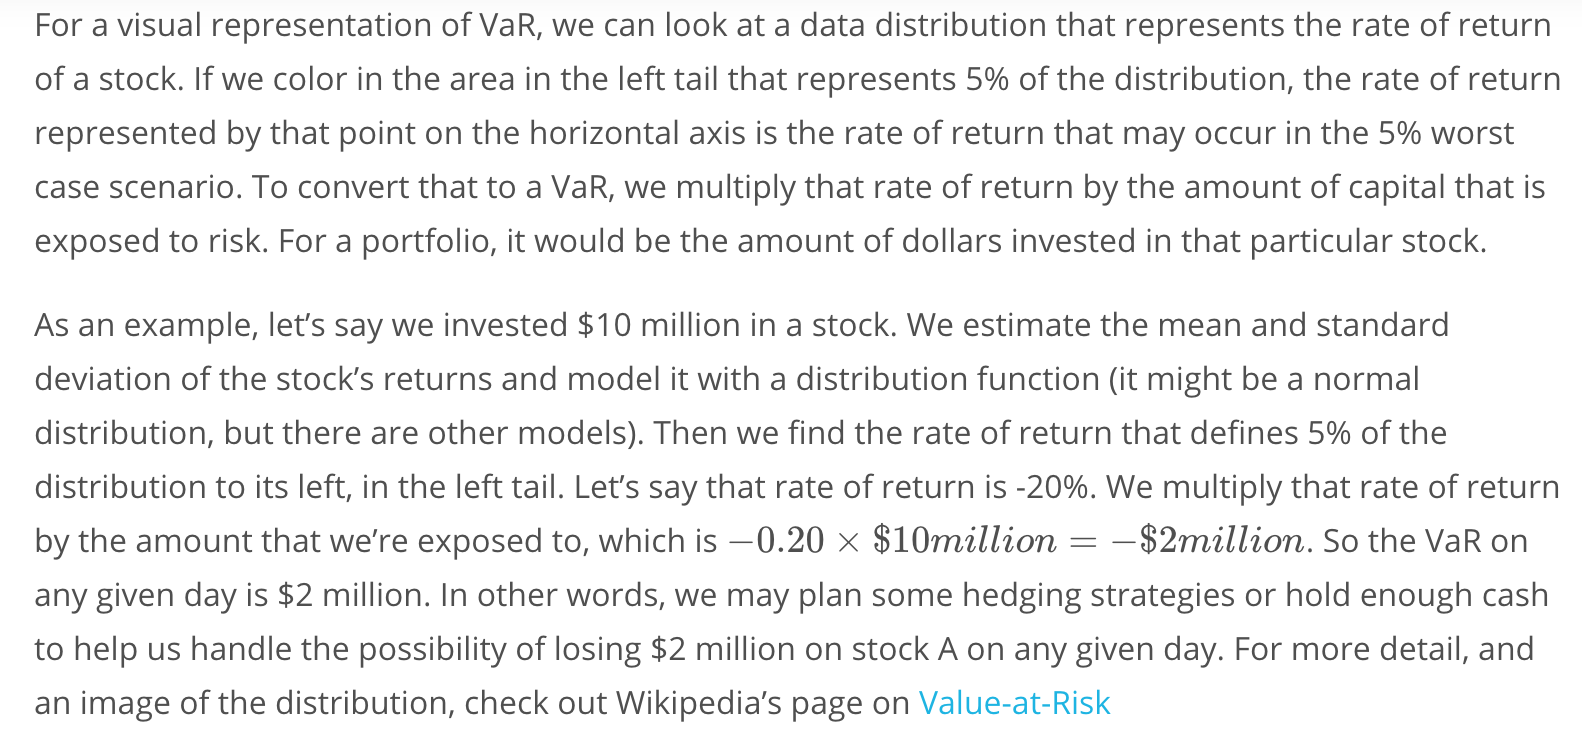 For a visual representation of VaR, we can look at a data distribution that represents the rate of return
of a stock. If we color in the area in the left tail that represents 5% of the distribution, the rate of return
represented by that point on the horizontal axis is the rate of return that may occur in the 5% worst
case scenario. To convert that to a VaR, we multiply that rate of return by the amount of capital that is
exposed to risk. For a portfolio, it would be the amount of dollars invested in that particular stock.
As an example, let’s say we invested $10 million in a stock. We estimate the mean and standard
deviation of the stock’s returns and model it with a distribution function (it might be a normal
distribution, but there are other models). Then we find the rate of return that defines 5% of the
distribution to its left, in the left tail. Let’s say that rate of return is -20%. We multiply that rate of return
by the amount that we’re exposed to, which is −0.20 × $10million = −$2million. So the VaR on
any given day is $2 million. In other words, we may plan some hedging strategies or hold enough cash
to help us handle the possibility of losing $2 million on stock A on any given day. For more detail, and
an image of the distribution, check out Wikipedia’s page on Value-at-Risk